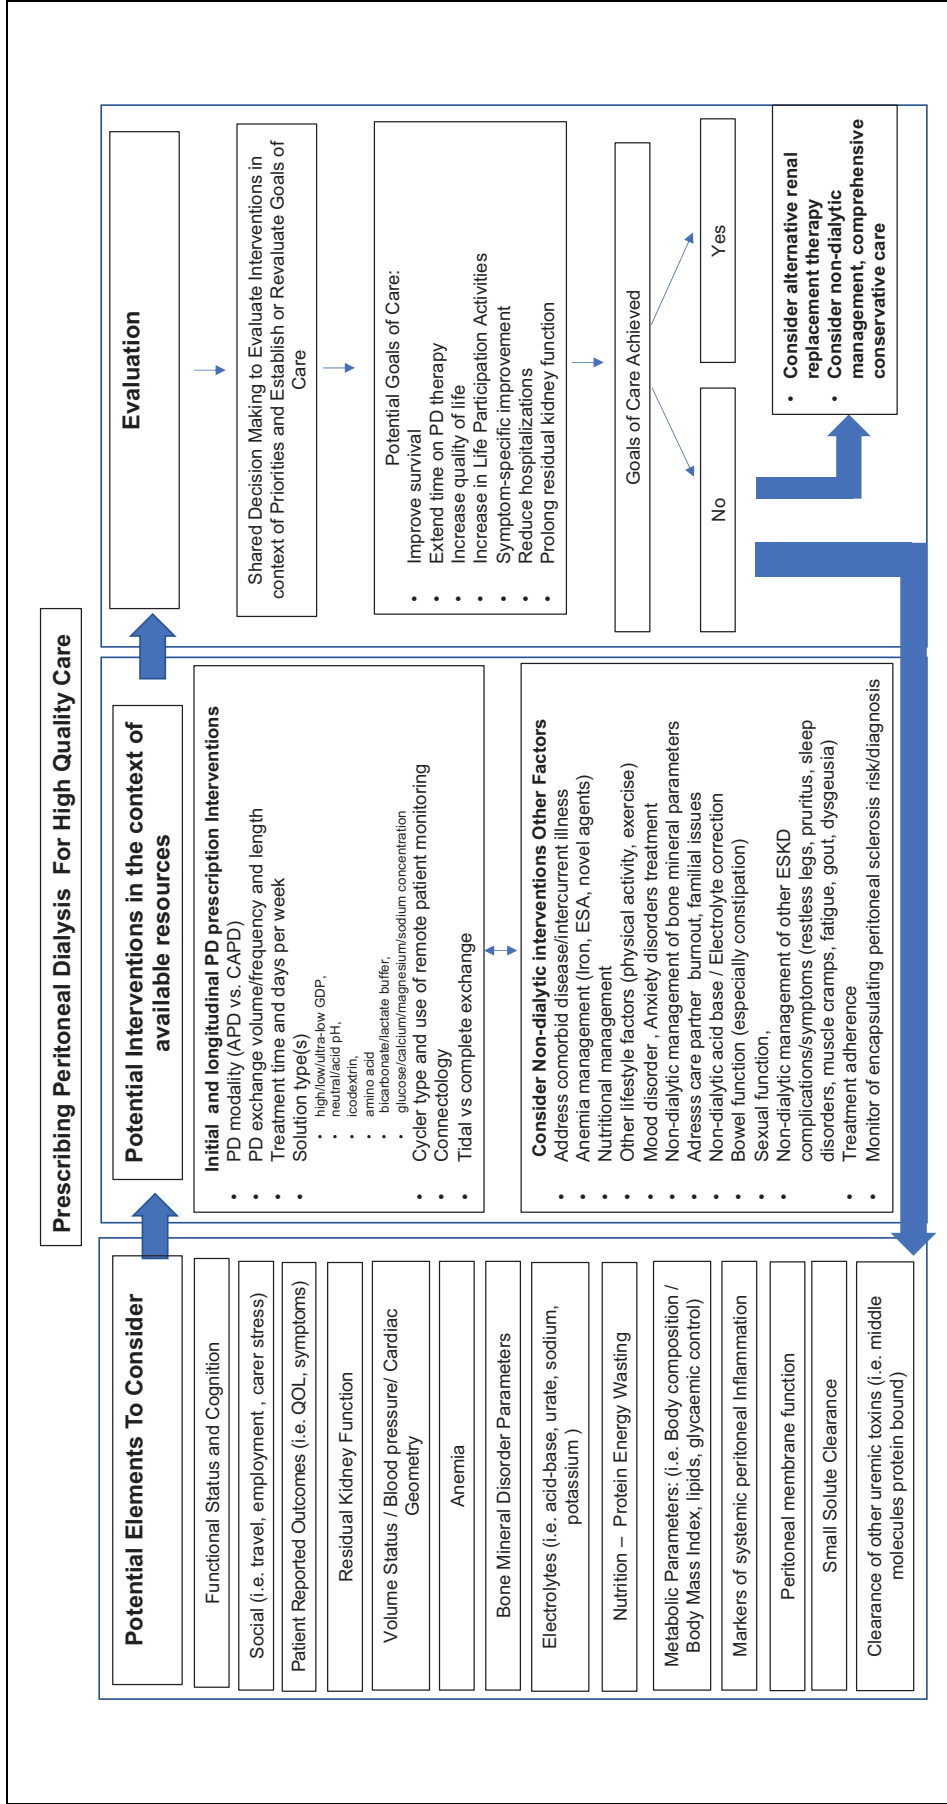 Prescribing Peritoneal Dialysis For High Quality Care
Potential Elements To Consider
Functional Status and Cognition
Social (i.e. travel, employment , carer stress)
Patient Reported Outcomes (i.e. QOL, symptoms)
Residual Kidney Function
Volume Status / Blood pressure/ Cardiac
Geometry
Anemia
Bone Mineral Disorder Parameters
Electrolytes (i.e. acid-base, urate, sodium,
potassium )
Nutrition – Protein Energy Wasting
Metabolic Parameters: (i.e. Body composition /
Body Mass Index, lipids, glycaemic control)
Markers of systemic peritoneal Inflammation
Peritoneal membrane function
Small Solute Clearance
Clearance of other uremic toxins (i.e. middle
molecules protein bound)
Potential Interventions in the context of
available resources
Initial and longitudinal PD prescription Interventions
• PD modality (APD vs. CAPD)
• PD exchange volume/frequency and length
• Treatment time and days per week
• Solution type(s)
• high/low/ultra-low GDP,
• neutral/acid pH,
• icodextrin,
• amino acid
• bicarbonate/lactate buffer,
• glucose/calcium/magnesium/sodium concentration
• Cycler type and use of remote patient monitoring
• Connectology
• Tidal vs complete exchange
Consider Non-dialytic interventions Other Factors
• Address comorbid disease/intercurrent illness
• Anemia management (Iron, ESA, novel agents)
• Nutritional management
• Other lifestyle factors (physical activity, exercise)
• Mood disorder , Anxiety disorders treatment
• Non-dialytic management of bone mineral parameters
• Adresss care partner burnout, familial issues
• Non-dialytic acid base / Electrolyte correction
• Bowel function (especially constipation)
• Sexual function,
• Non-dialytic management of other ESKD
complications/symptoms (restless legs, pruritus, sleep
disorders, muscle cramps, fatigue, gout, dysgeusia)
• Treatment adherence
• Monitor of encapsulating peritoneal sclerosis risk/diagnosis
Evaluation
Shared Decision Making to Evaluate Interventions in
context of Priorities and Establish or Revaluate Goals of
Care
Potential Goals of Care:
• Improve survival
• Extend time on PD therapy
• Increase quality of life
• Increase in Life Participation Activities
• Symptom-specific improvement
• Reduce hospitalizations
• Prolong residual kidney function
Goals of Care Achieved
No
Yes
• Consider alternative renal
replacement therapy
• Consider non-dialytic
management, comprehensive
conservative care